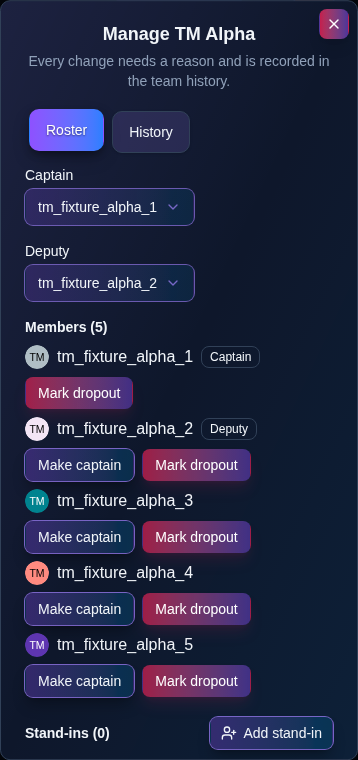 Manage TM Alpha
Every change needs a reason and is recorded in
the team history.
Roster
History
Captain
tm_fixture_alpha_1
Deputy
tm_fixture_alpha_2
Members (5)
TM tm_fixture_alpha_1 Captain
Mark dropout
TM tm_fixture_alpha_2 Deputy
Make captain Mark dropout
TM tm_fixture_alpha_3
Make captain Mark dropout
TM tm_fixture_alpha_4
Make captain Mark dropout
TM tm_fixture_alpha_5
Make captain Mark dropout
Stand-ins (0) Add stand-in